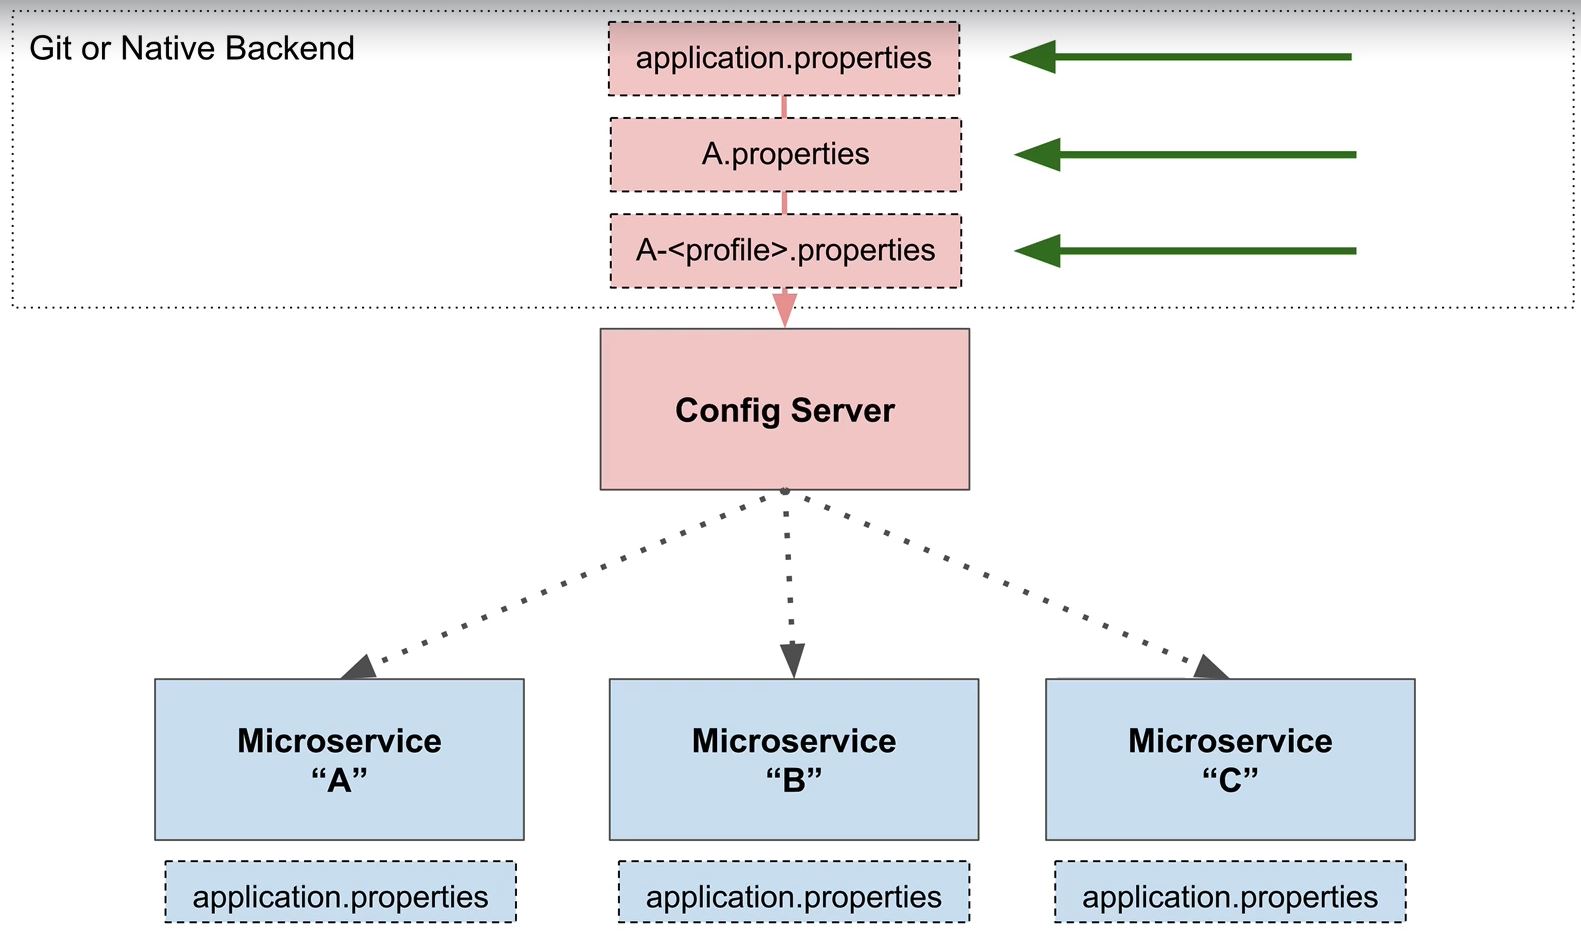 Git or Native Backend
application.properties
A.properties
A-<profile>.properties
Config Server
Microservice
“A”
Microservice
“B”
Microservice
“C”
application.properties
application.properties
application.properties